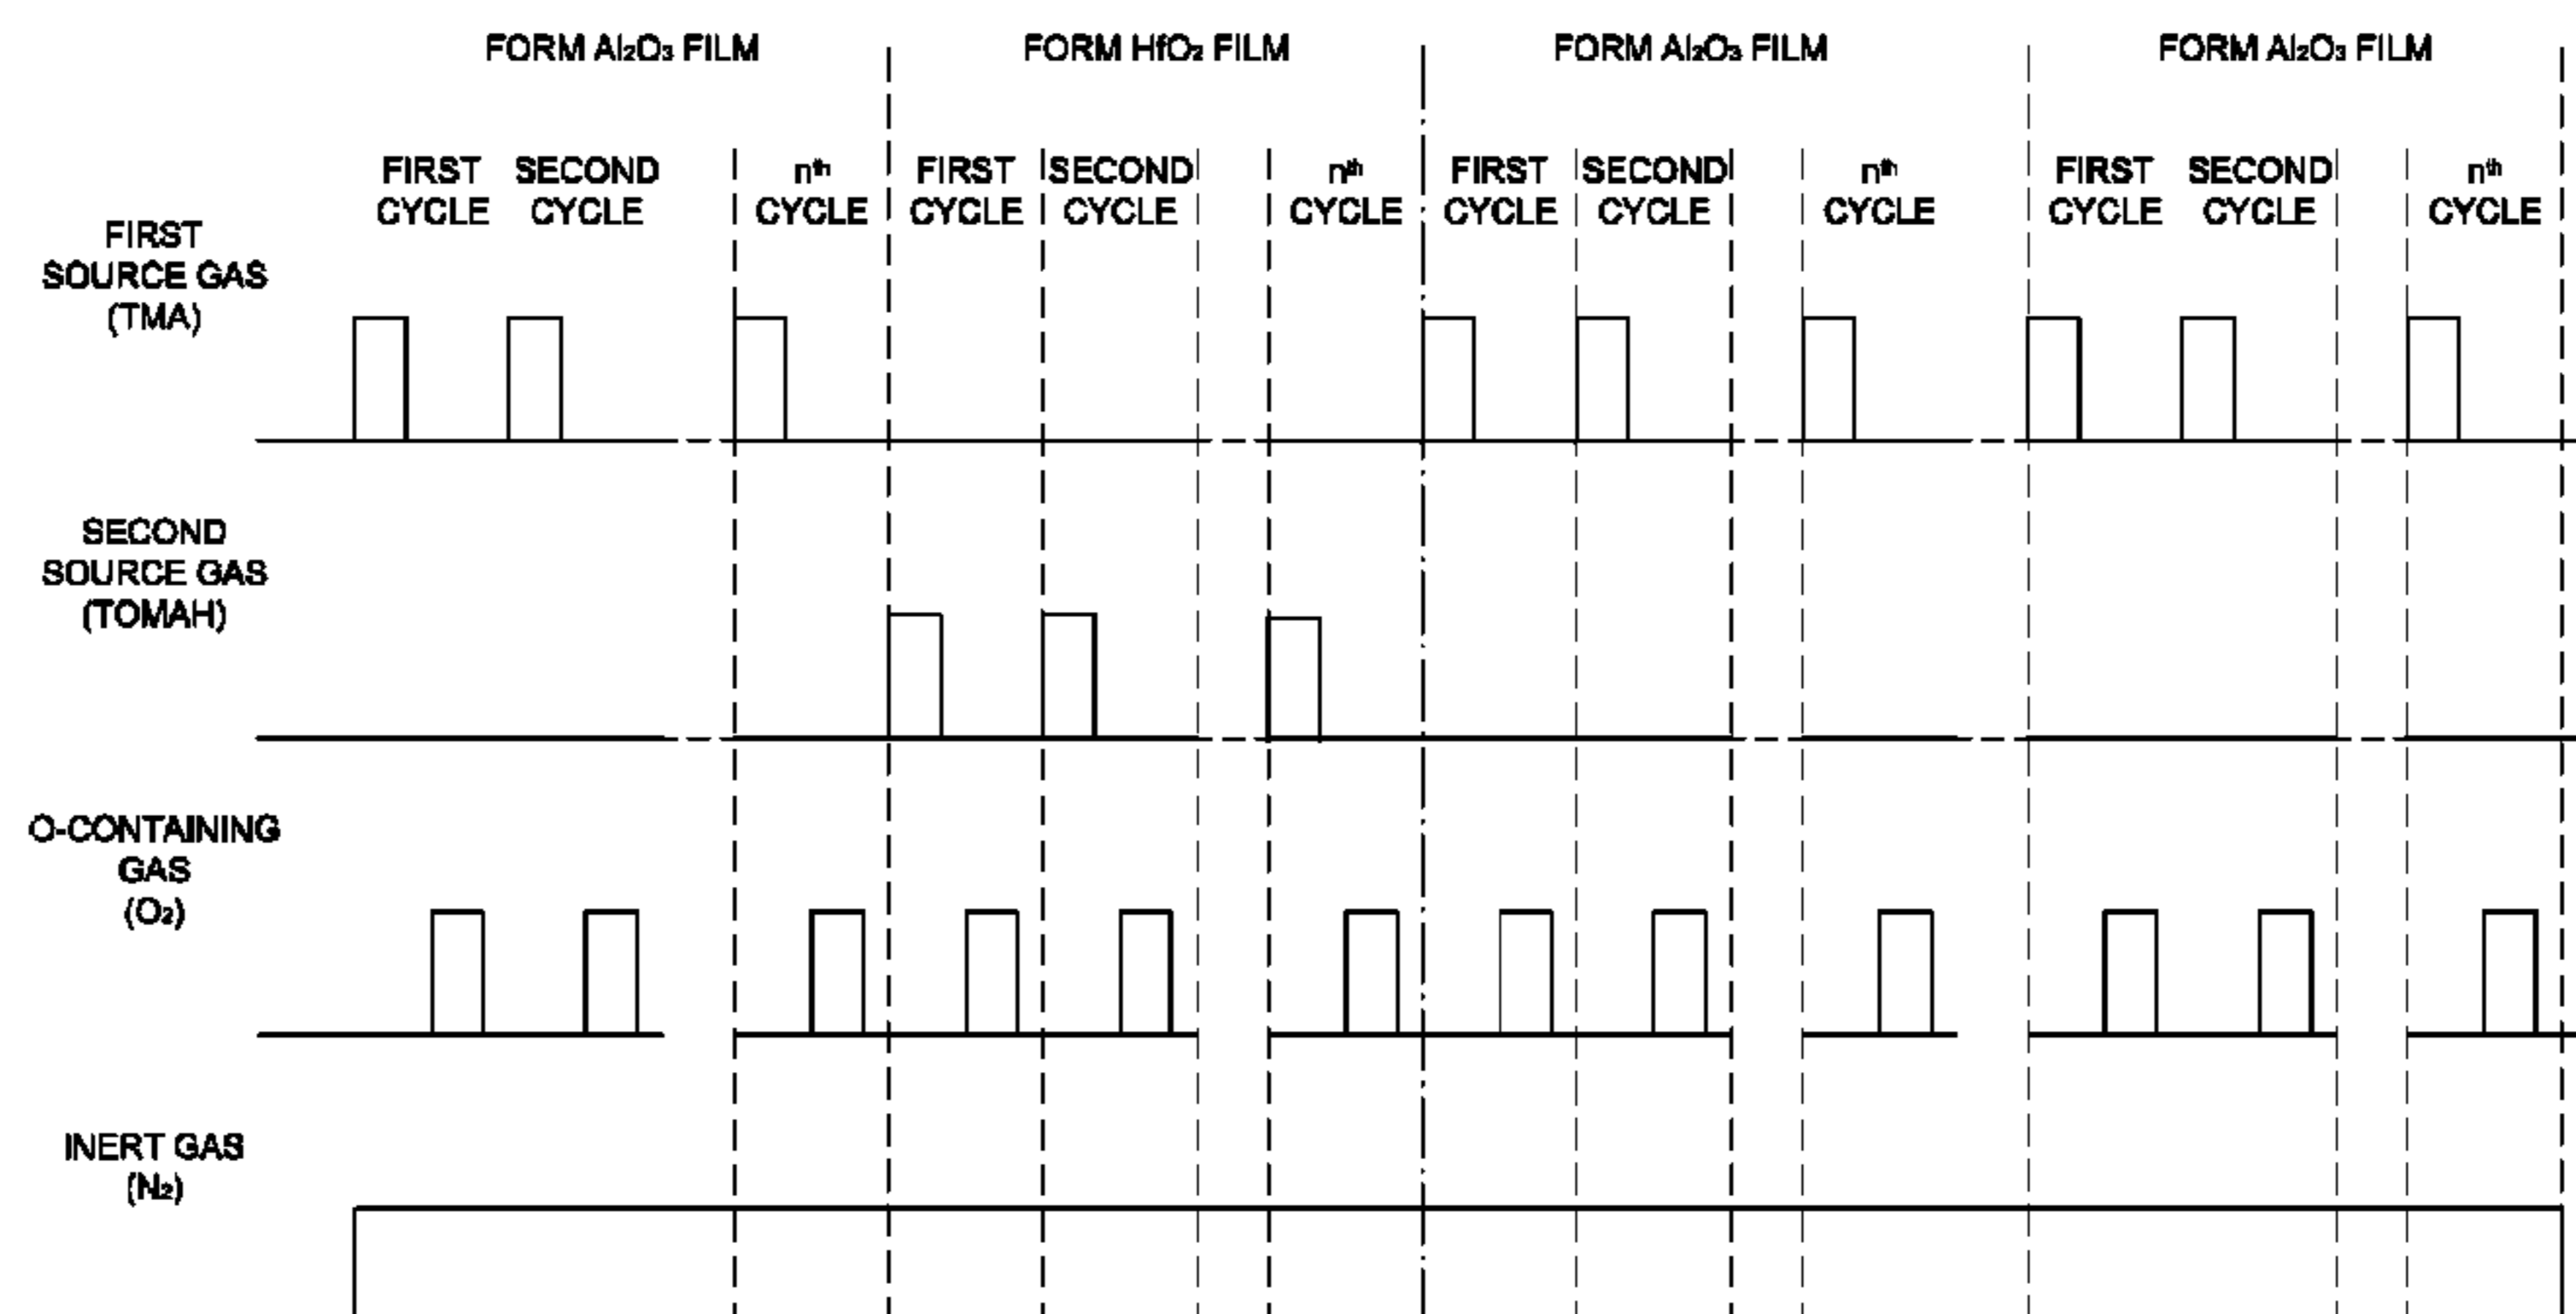 FORM Al₂O₃ FILM
FORM HfO₂ FILM
FORM Al₂O₃ FILM
FORM Al₂O₃ FILM
FIRST
CYCLE
SECOND
CYCLE
nth
CYCLE
FIRST
CYCLE
SECOND
CYCLE
nth
CYCLE
FIRST
CYCLE
SECOND
CYCLE
nth
CYCLE
FIRST
CYCLE
SECOND
CYCLE
nth
CYCLE
FIRST
SOURCE GAS
(TMA)
SECOND
SOURCE GAS
(TOMAH)
O-CONTAINING
GAS
(O₂)
INERT GAS
(N₂)